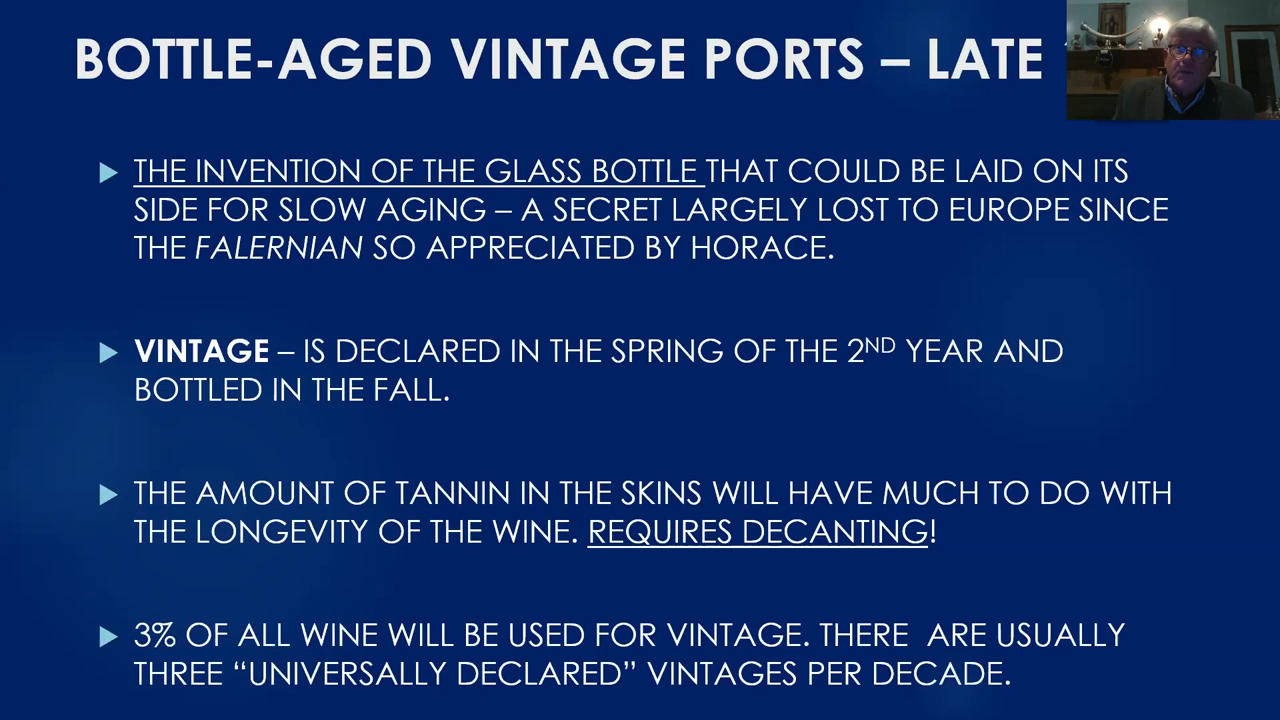 BOTTLE-AGED VINTAGE PORTS – LATE
THE INVENTION OF THE GLASS BOTTLE THAT COULD BE LAID ON ITS
SIDE FOR SLOW AGING – A SECRET LARGELY LOST TO EUROPE SINCE
THE FALERNIAN SO APPRECIATED BY HORACE.
VINTAGE – IS DECLARED IN THE SPRING OF THE 2ND YEAR AND
BOTTLED IN THE FALL.
THE AMOUNT OF TANNIN IN THE SKINS WILL HAVE MUCH TO DO WITH
THE LONGEVITY OF THE WINE. REQUIRES DECANTING!
3% OF ALL WINE WILL BE USED FOR VINTAGE. THERE ARE USUALLY
THREE “UNIVERSALLY DECLARED” VINTAGES PER DECADE.